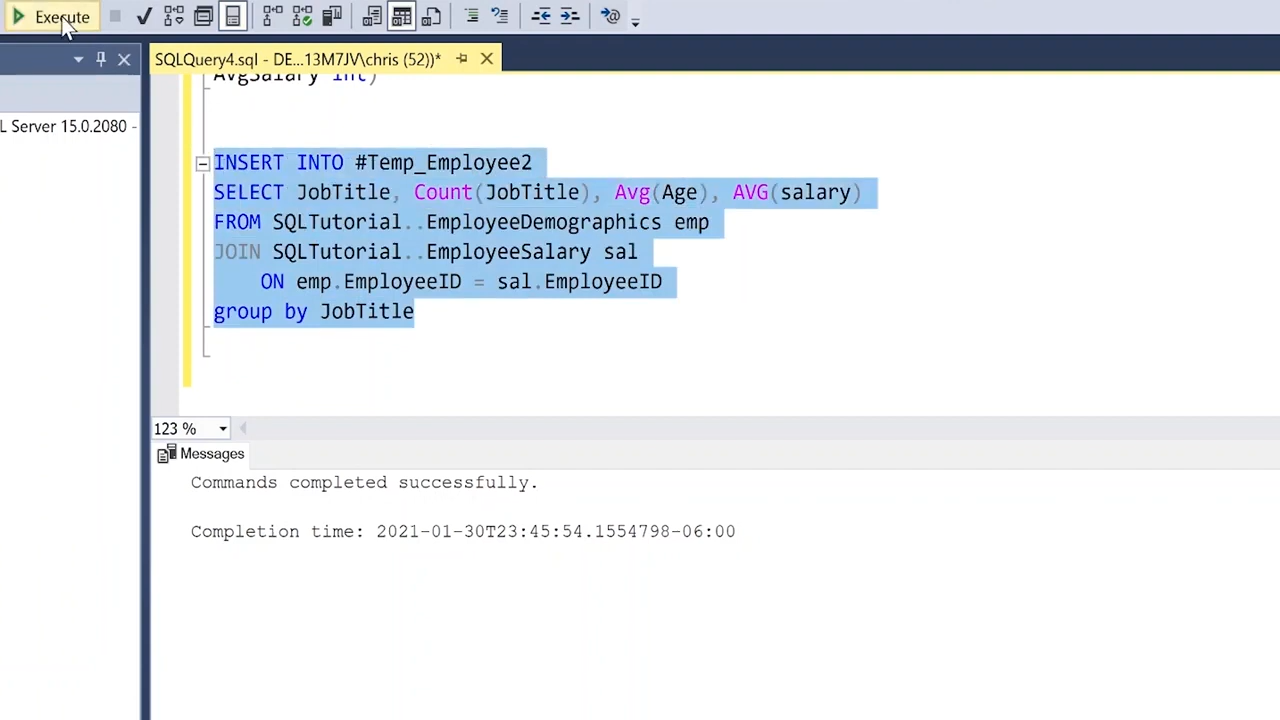 Execute
SQLQuery4.sql - DE...13M7JV\chris (52))*
AvgSalary int)
L Server 15.0.2080 -
INSERT INTO #Temp_Employee2
SELECT JobTitle, Count(JobTitle), Avg(Age), AVG(salary)
FROM SQLTutorial..EmployeeDemographics emp
JOIN SQLTutorial..EmployeeSalary sal
ON emp.EmployeeID = sal.EmployeeID
group by JobTitle
123 %
Messages
Commands completed successfully.
Completion time: 2021-01-30T23:45:54.1554798-06:00